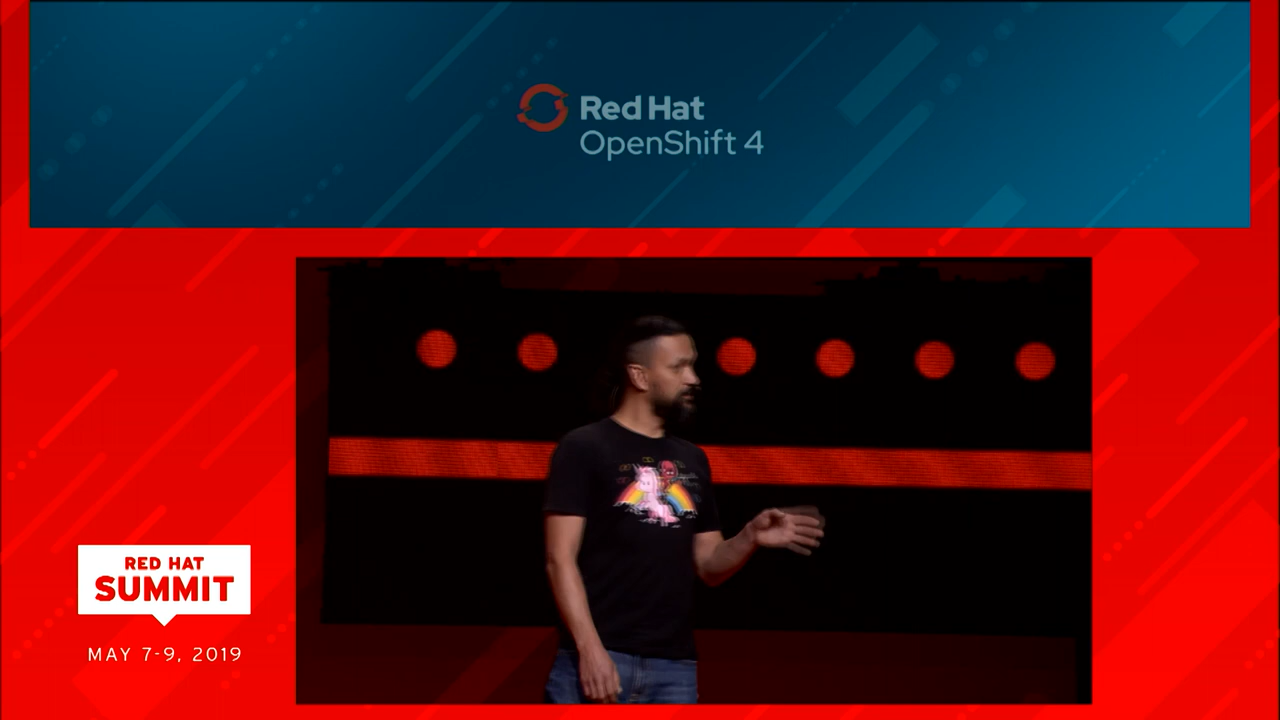 Red Hat
OpenShift 4
RED HAT
SUMMIT
MAY 7-9, 2019